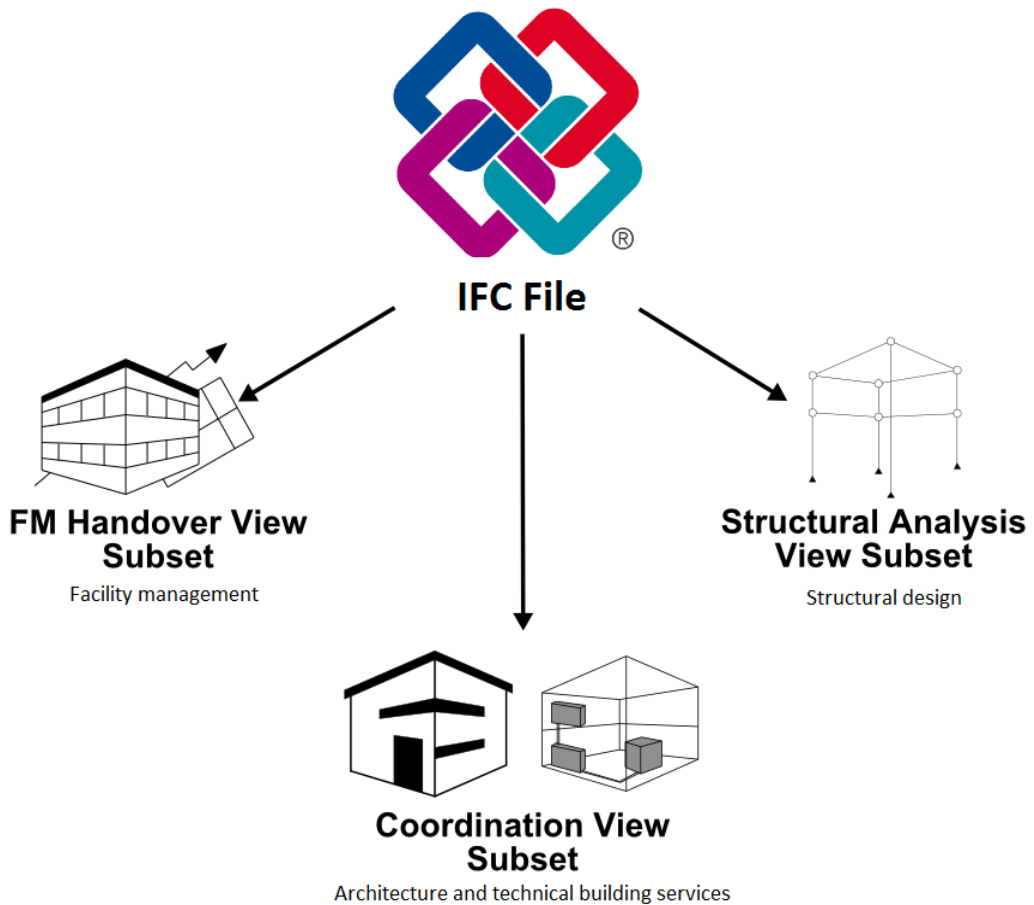 ®
IFC File
FM Handover View
Subset
Facility management
Structural Analysis
View Subset
Structural design
Coordination View
Subset
Architecture and technical building services